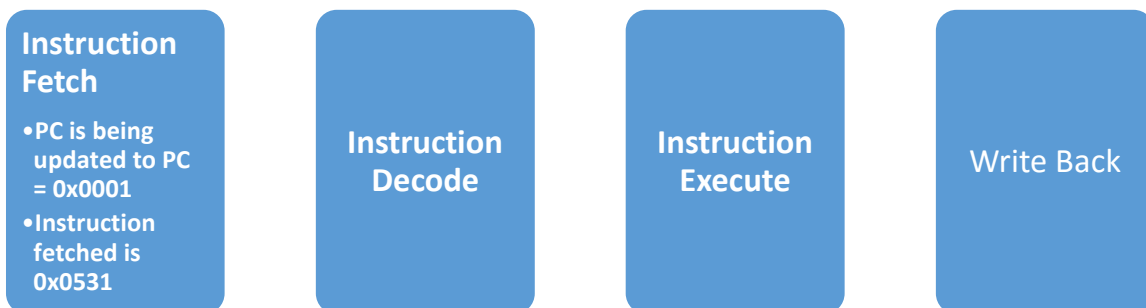 Instruction
Fetch
•PC is being
updated to PC
= 0x0001
•Instruction
fetched is
0x0531
Instruction
Decode
Instruction
Execute
Write Back